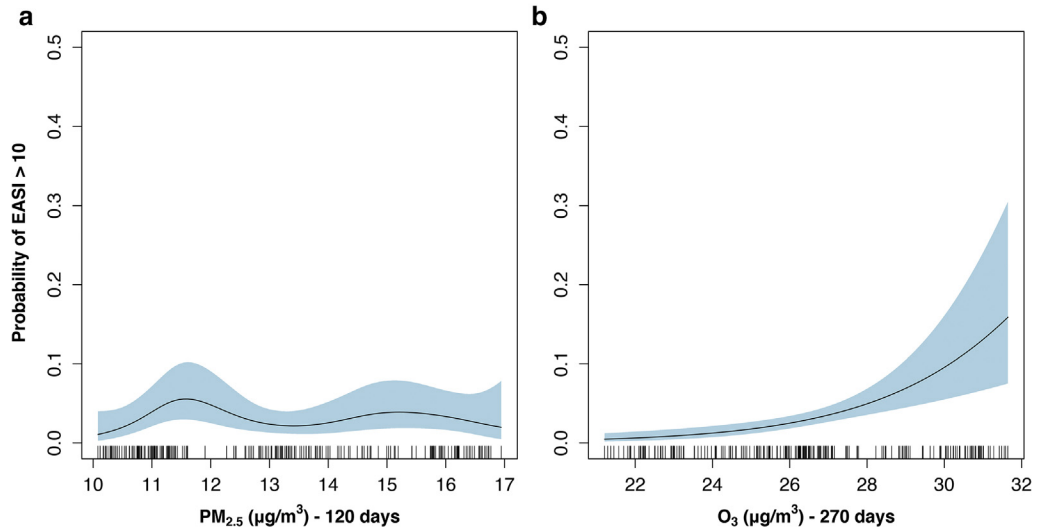 a
b
Probability of EASI > 10
0.5
0.4
0.3
0.2
0.1
0.0
10 11 12 13 14 15 16 17
PM2.5 (µg/m³) - 120 days
0.5
0.4
0.3
0.2
0.1
0.0
22 24 26 28 30 32
O3 (µg/m³) - 270 days